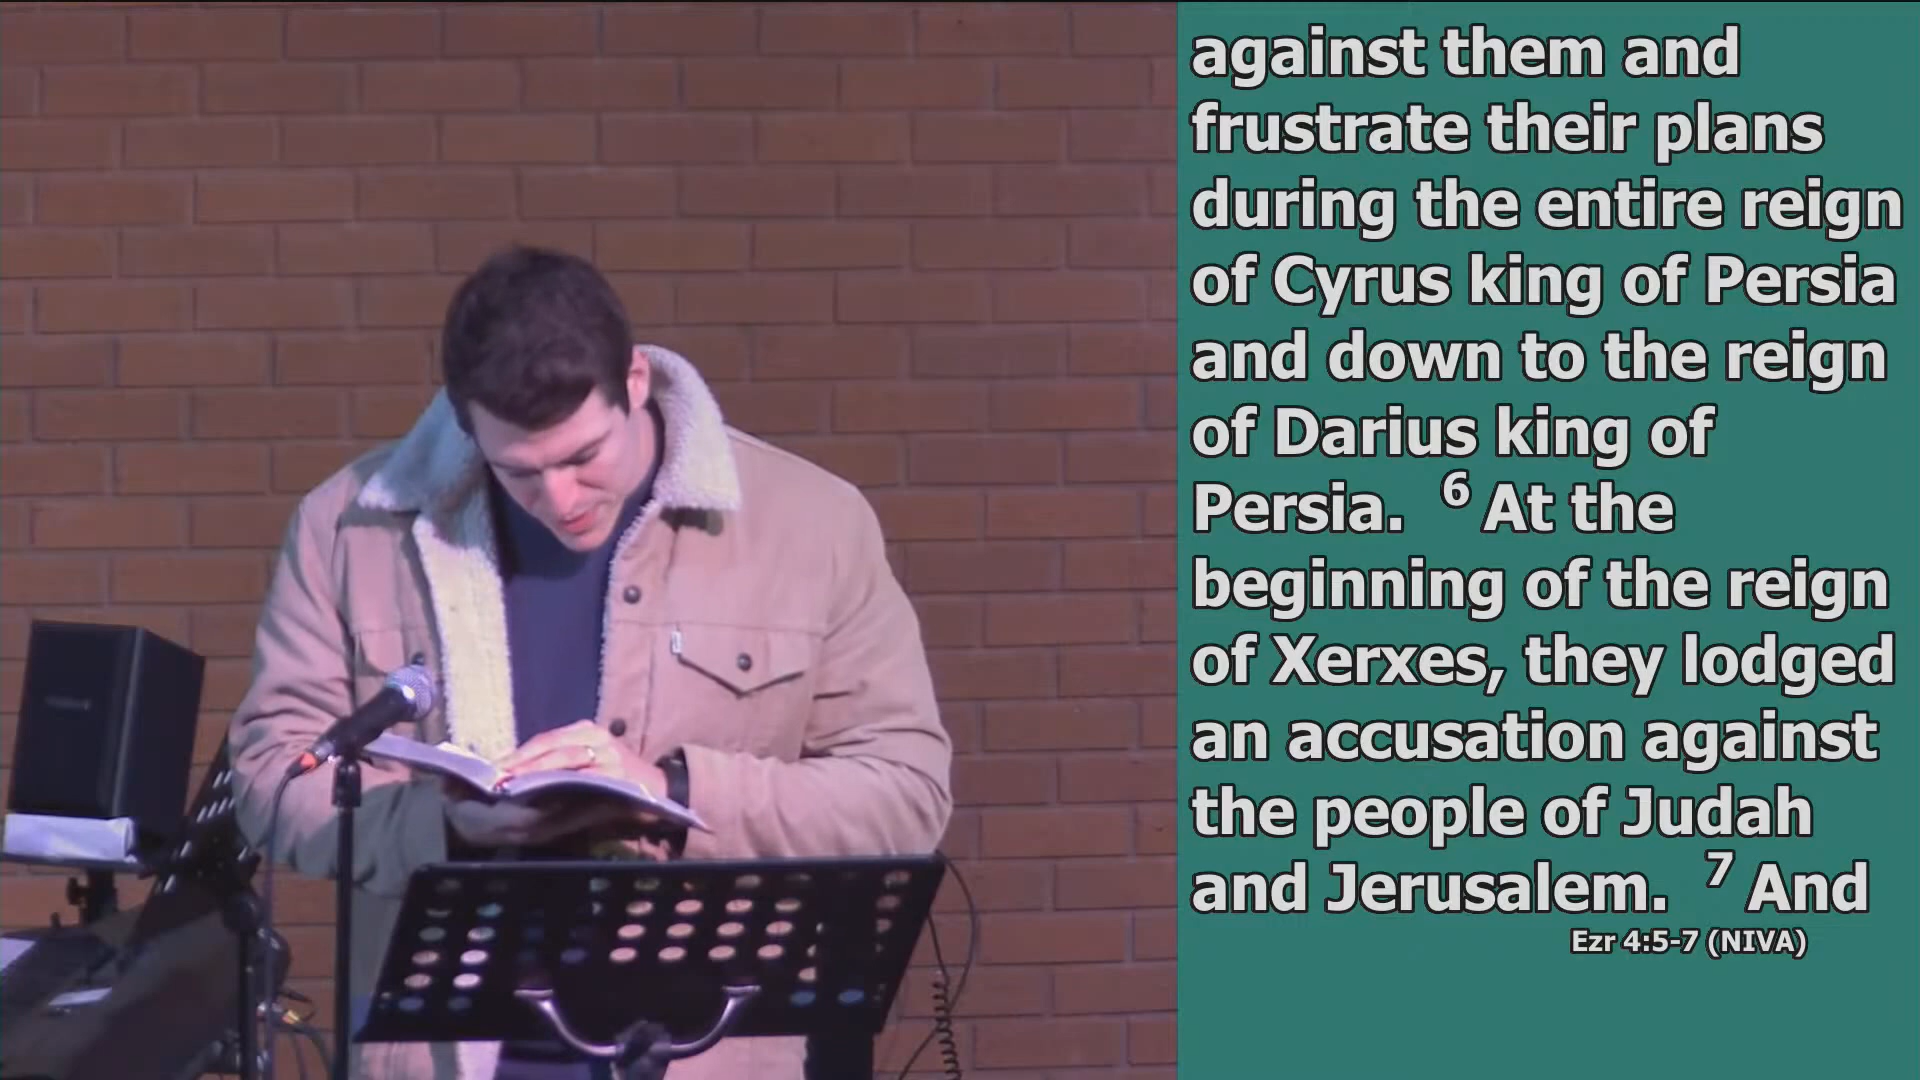 against them and
frustrate their plans
during the entire reign
of Cyrus king of Persia
and down to the reign
of Darius king of
Persia. 6 At the
beginning of the reign
of Xerxes, they lodged
an accusation against
the people of Judah
and Jerusalem. 7 And
Ezr 4:5-7 (NIVA)